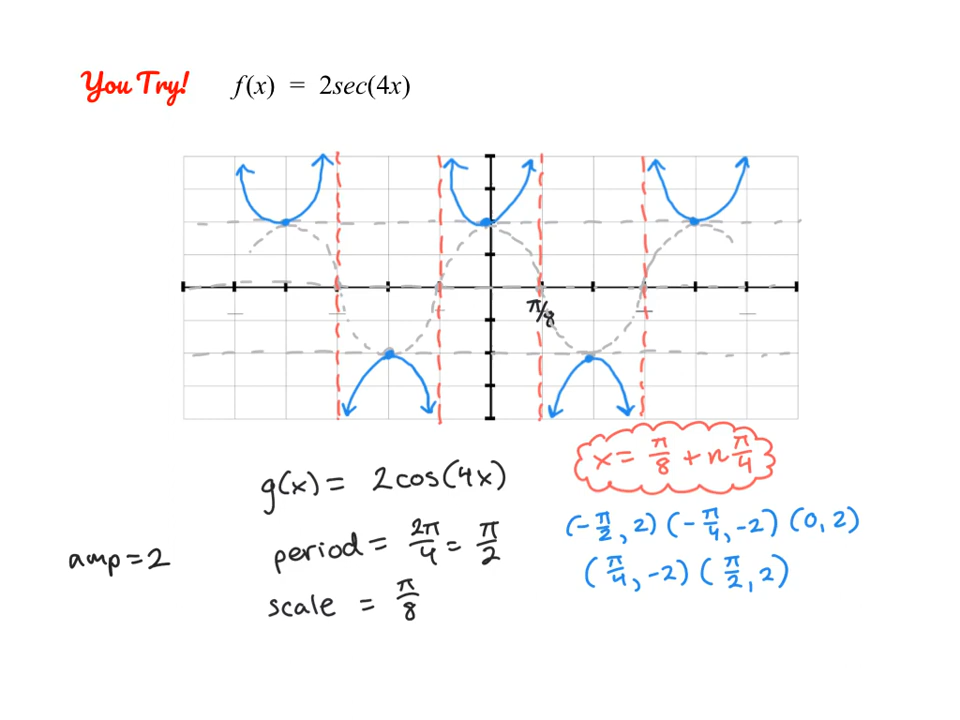 You Try! f(x) = 2sec(4x)
π/8
x = π/8 + n π/4
g(x) = 2cos(4x)
(-π/2, 2) (-π/4, -2) (0, 2)
period = 2π/4 = π/2
amp = 2
(π/4, -2) (π/2, 2)
scale = π/8